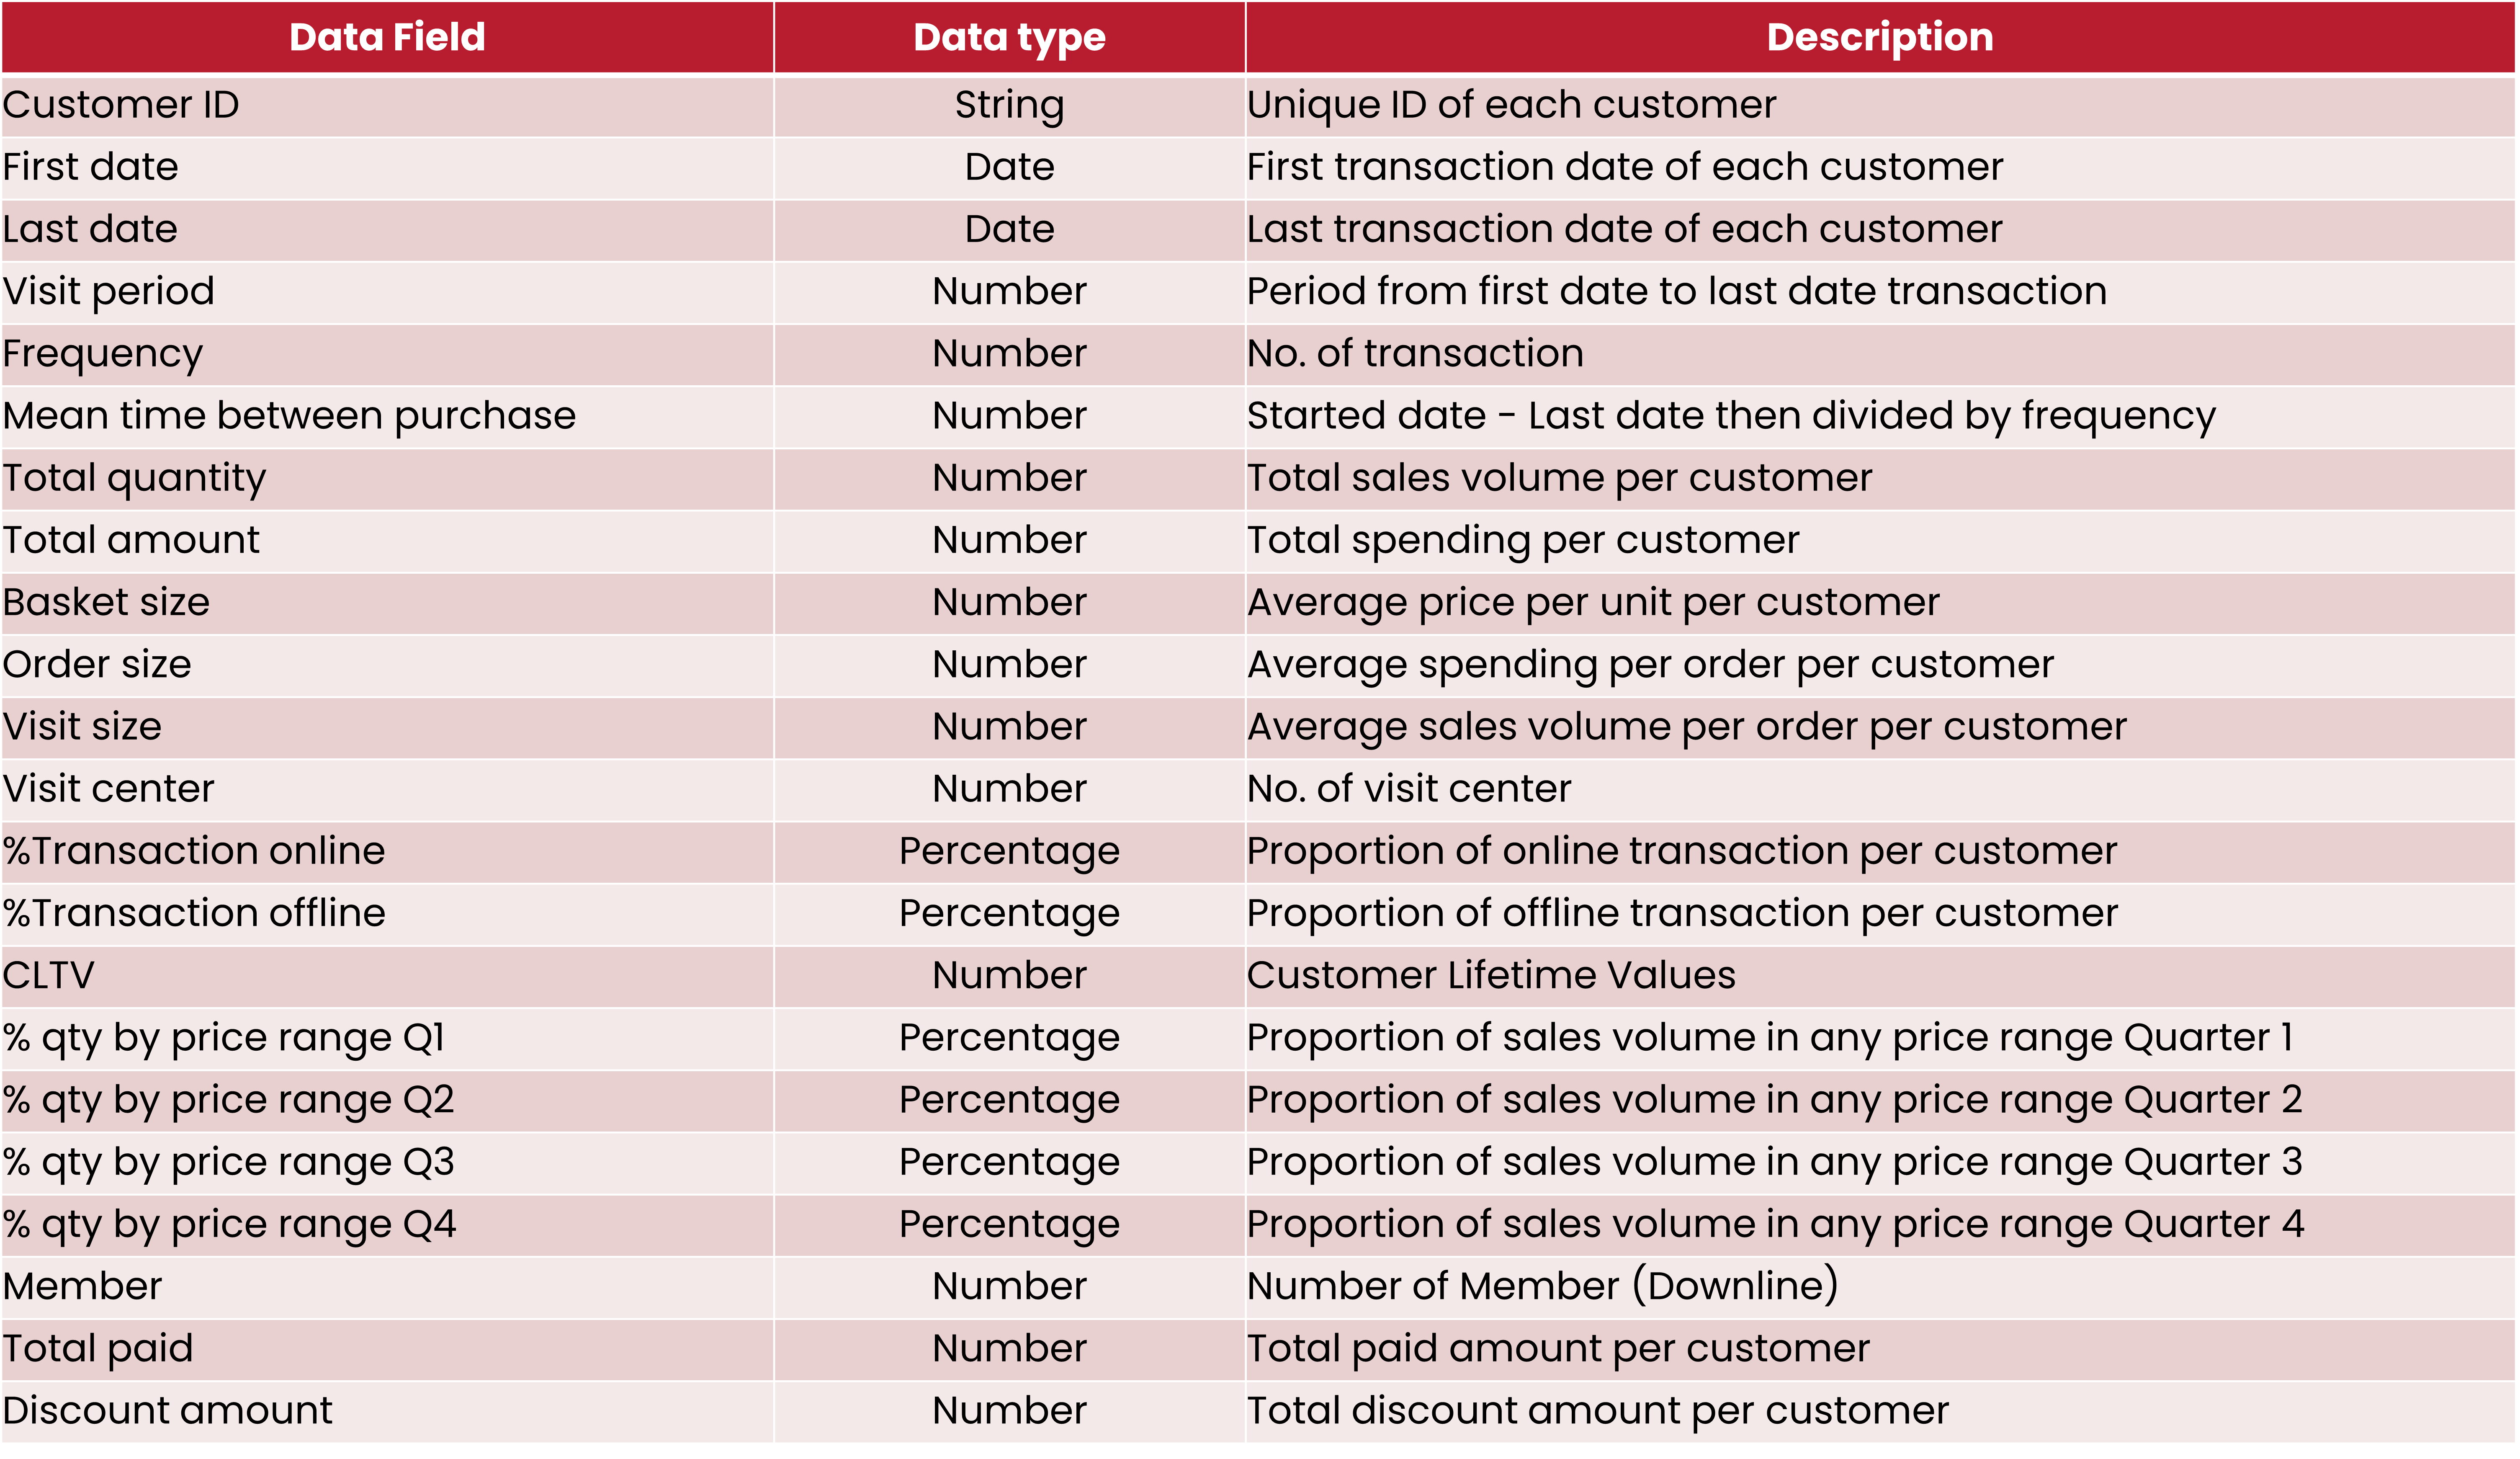 Data Field Data type Description
Customer ID String Unique ID of each customer
First date Date First transaction date of each customer
Last date Date Last transaction date of each customer
Visit period Number Period from first date to last date transaction
Frequency Number No. of transaction
Mean time between purchase Number Started date - Last date then divided by frequency
Total quantity Number Total sales volume per customer
Total amount Number Total spending per customer
Basket size Number Average price per unit per customer
Order size Number Average spending per order per customer
Visit size Number Average sales volume per order per customer
Visit center Number No. of visit center
%Transaction online Percentage Proportion of online transaction per customer
%Transaction offline Percentage Proportion of offline transaction per customer
CLTV Number Customer Lifetime Values
% qty by price range Q1 Percentage Proportion of sales volume in any price range Quarter 1
% qty by price range Q2 Percentage Proportion of sales volume in any price range Quarter 2
% qty by price range Q3 Percentage Proportion of sales volume in any price range Quarter 3
% qty by price range Q4 Percentage Proportion of sales volume in any price range Quarter 4
Member Number Number of Member (Downline)
Total paid Number Total paid amount per customer
Discount amount Number Total discount amount per customer